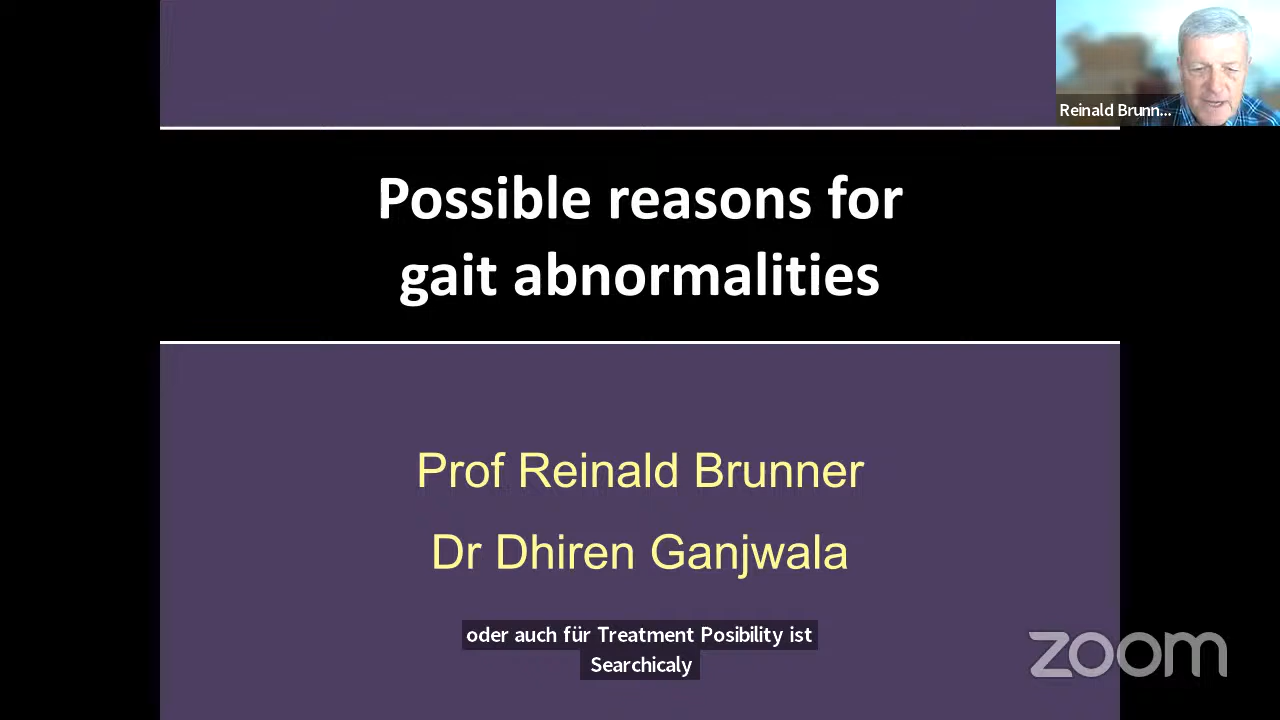 Reinald Brunn...
Possible reasons for
gait abnormalities
Prof Reinald Brunner
Dr Dhiren Ganjwala
oder auch für Treatment Posibility ist
Searchicaly
zoom